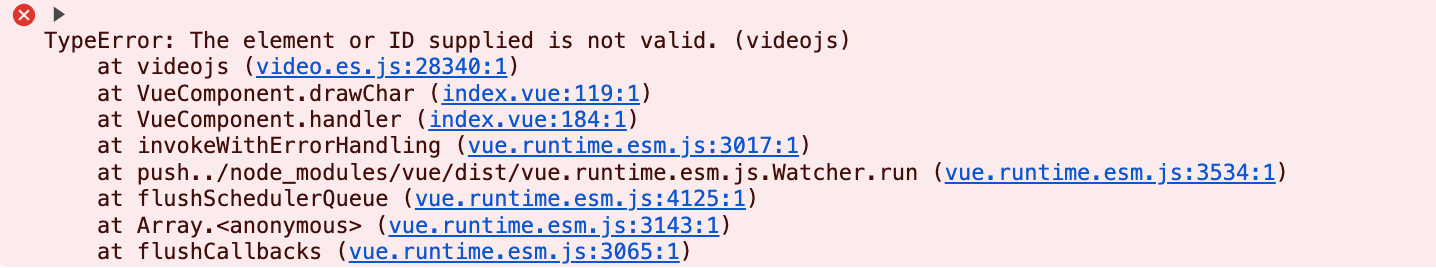 TypeError: The element or ID supplied is not valid. (videojs)
at videojs (video.es.js:28340:1)
at VueComponent.drawChar (index.vue:119:1)
at VueComponent.handler (index.vue:184:1)
at invokeWithErrorHandling (vue.runtime.esm.js:3017:1)
at push../node_modules/vue/dist/vue.runtime.esm.js.Watcher.run (vue.runtime.esm.js:3534:1)
at flushSchedulerQueue (vue.runtime.esm.js:4125:1)
at Array.<anonymous> (vue.runtime.esm.js:3143:1)
at flushCallbacks (vue.runtime.esm.js:3065:1)